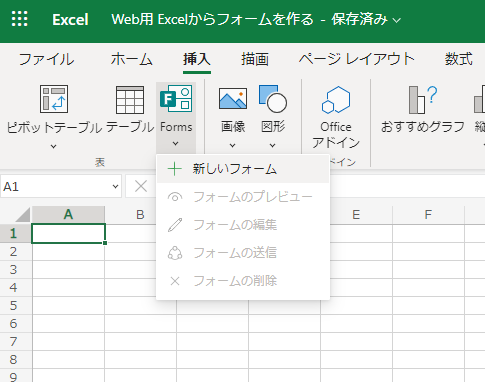 Excel Web用 Excelからフォームを作る - 保存済み
ファイル ホーム 挿入 描画 ページ レイアウト 数式
ピボットテーブル テーブル Forms 画像 図形 Office アドイン おすすめグラフ
表 ドイン
新しいフォーム
フォームのプレビュー
フォームの編集
フォームの送信
フォームの削除
A1
A B E F
1
2
3
4
5
6
7
8
9